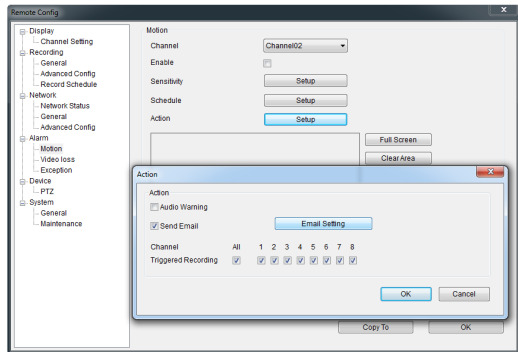 Remote Config
x
Display
Channel Setting
Recording
General
Advanced Config
Record Schedule
Network
Network Status
General
Advanced Config
Alarm
Motion
Video loss
Exception
Device
PTZ
System
General
Maintenance
Motion
Channel
Channel02
Enable
Sensitivity
Setup
Schedule
Setup
Action
Setup
Full Screen
Clear Area
Action
x
Action
Audio Warning
Send Email
Email Setting
Channel All 1 2 3 4 5 6 7 8
Triggered Recording
OK
Cancel
Copy To
OK